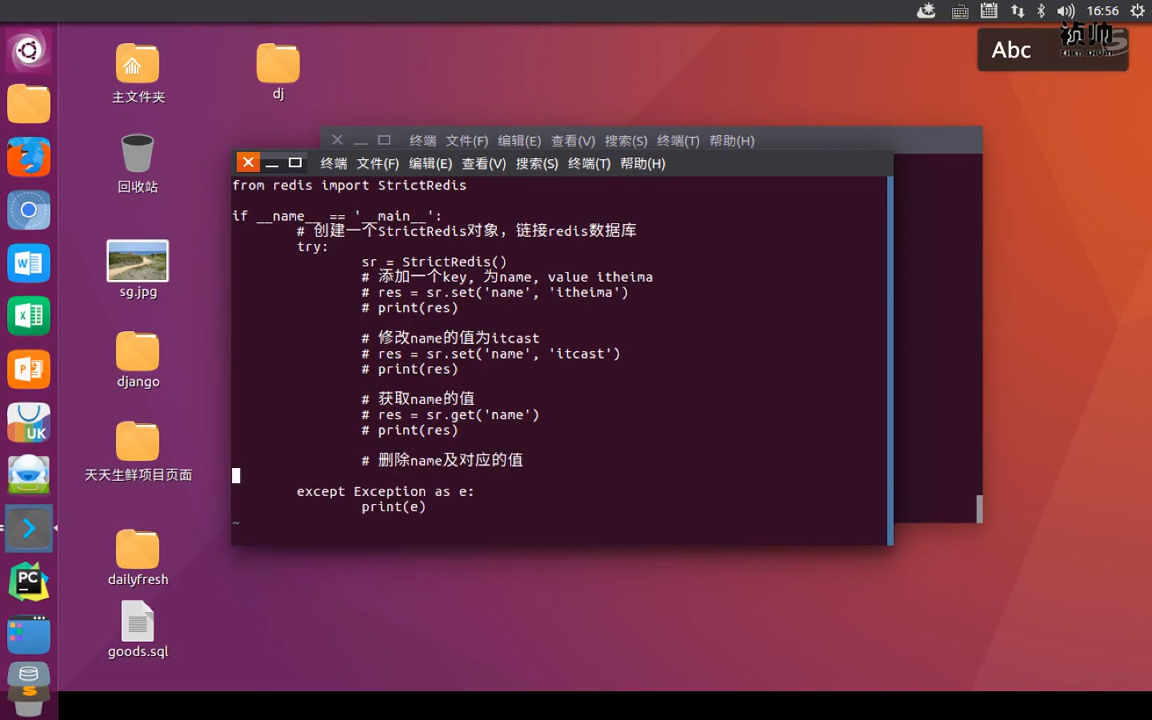 16:56
祯帅
ZHEN SHUAI
Abc
主文件夹
dj
回收站
sg.jpg
django
天天生鲜项目页面
dailyfresh
goods.sql
W
X
P
UK
PC
S
终端 文件(F) 编辑(E) 查看(V) 搜索(S) 终端(T) 帮助(H)
终端 文件(F) 编辑(E) 查看(V) 搜索(S) 终端(T) 帮助(H)
from redis import StrictRedis
if __name__ == '__main__':
# 创建一个StrictRedis对象，链接redis数据库
try:
sr = StrictRedis()
# 添加一个key, 为name, value itheima
# res = sr.set('name', 'itheima')
# print(res)
# 修改name的值为itcast
# res = sr.set('name', 'itcast')
# print(res)
# 获取name的值
# res = sr.get('name')
# print(res)
# 删除name及对应的值
except Exception as e:
print(e)
~